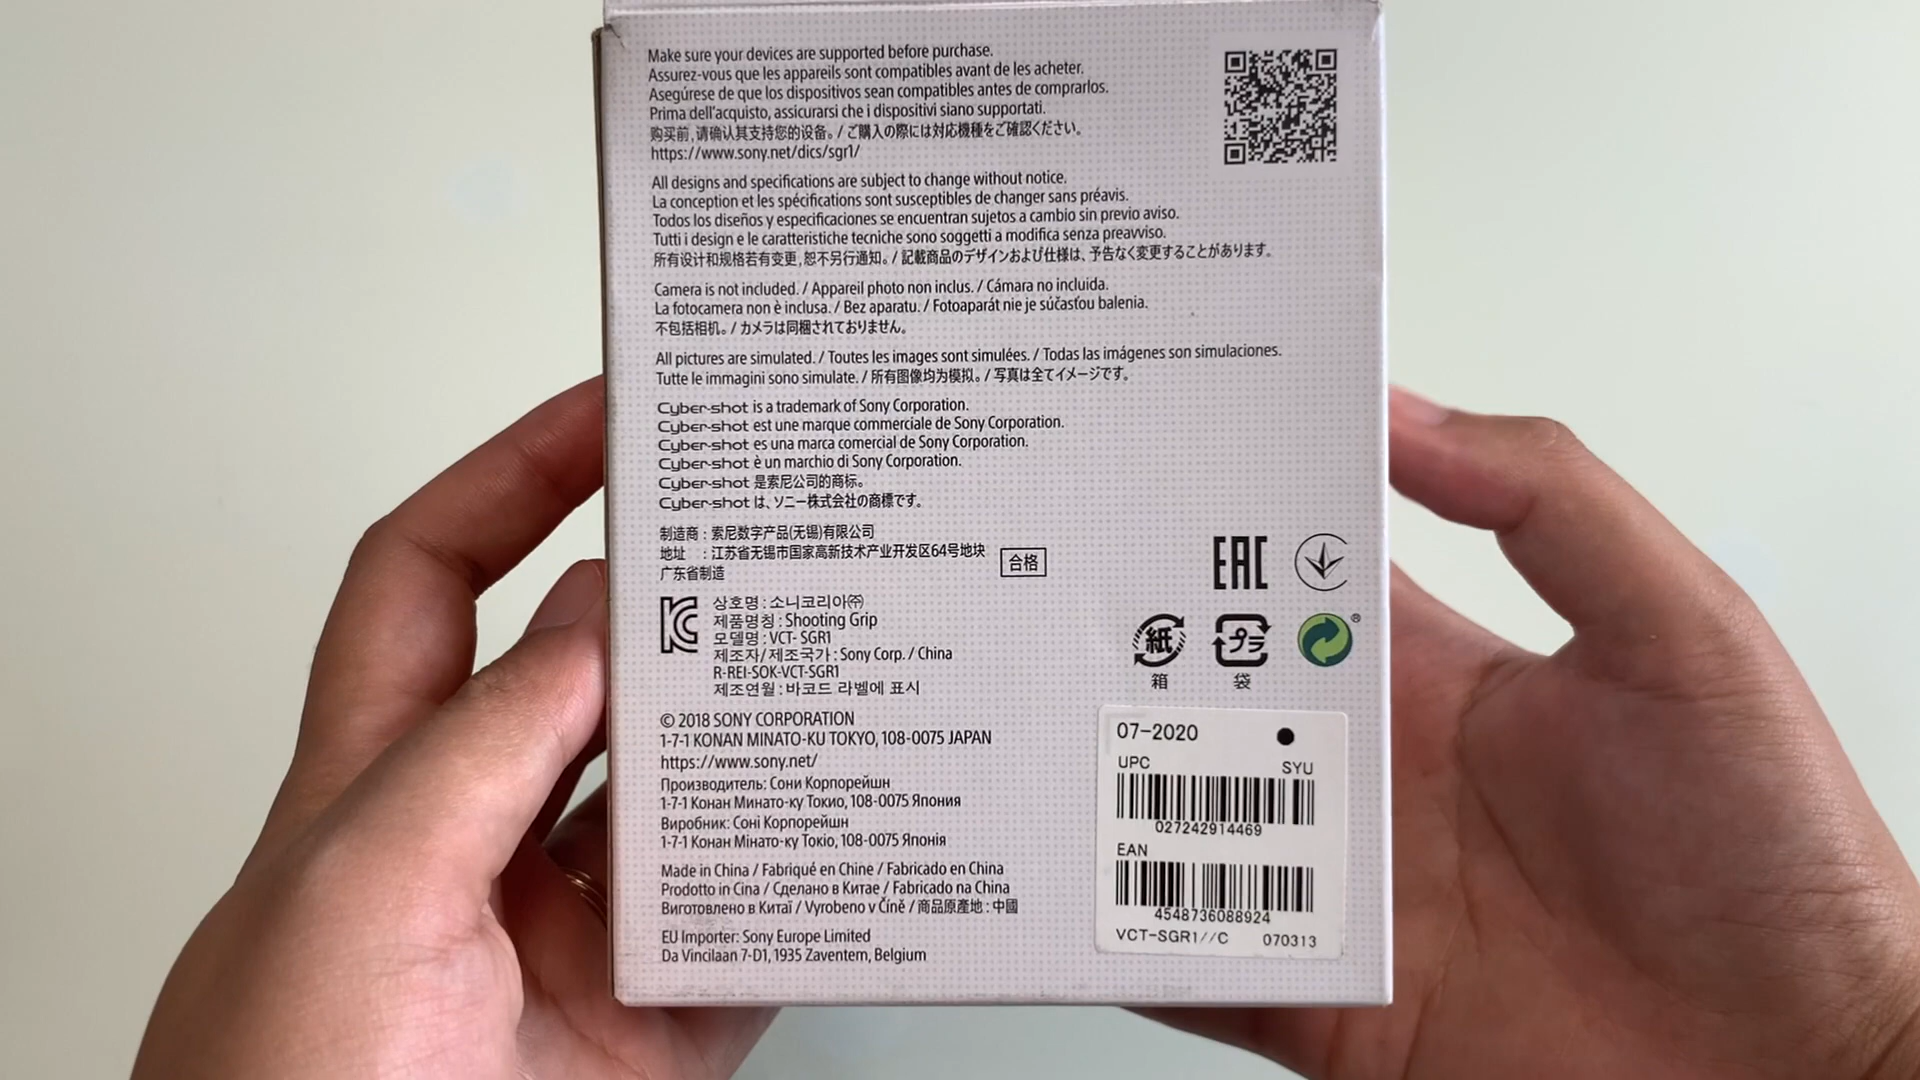 Make sure your devices are supported before purchase.
Assurez-vous que les appareils sont compatibles avant de les acheter.
Asegúrese de que los dispositivos sean compatibles antes de comprarlos.
Prima dell'acquisto, assicurarsi che i dispositivi siano supportati.
购买前,请确认其支持您的设备。/ ご購入の際には対応機種をご確認ください。
https://www.sony.net/dics/sgr1/
All designs and specifications are subject to change without notice.
La conception et les spécifications sont susceptibles de changer sans préavis.
Todos los diseños y especificaciones se encuentran sujetos a cambio sin previo aviso.
Tutti i design e le caratteristiche tecniche sono soggetti a modifica senza preavviso.
所有设计和规格若有变更,恕不另行通知。/ 記載商品のデザインおよび仕様は、予告なく変更することがあります。
Camera is not included. / Appareil photo non inclus. / Cámara no incluida.
La fotocamera non è inclusa. / Bez aparatu. / Fotoaparát nie je súčasťou balenia.
不包括相机。/ カメラは同梱されておりません。
All pictures are simulated. / Toutes les images sont simulées. / Todas las imágenes son simulaciones.
Tutte le immagini sono simulate. / 所有图像均为模拟。/ 写真は全てイメージです。
Cyber-shot is a trademark of Sony Corporation.
Cyber-shot est une marque commerciale de Sony Corporation.
Cyber-shot es una marca comercial de Sony Corporation.
Cyber-shot è un marchio di Sony Corporation.
Cyber-shot 是索尼公司的商标。
Cyber-shot は、ソニー株式会社の商標です。
制造商 : 索尼数字产品(无锡)有限公司
地址 : 江苏省无锡市国家高新技术产业开发区64号地块
广东省制造
合格
EAC
상호명 : 소니코리아㈜
제품명칭 : Shooting Grip
모델명 : VCT- SGR1
제조자/제조국가 : Sony Corp. / China
R-REI-SOK-VCT-SGR1
제조연월 : 바코드 라벨에 표시
紙 プラ ®
箱 袋
© 2018 SONY CORPORATION
1-7-1 KONAN MINATO-KU TOKYO, 108-0075 JAPAN
https://www.sony.net/
Производитель: Сони Корпорейшн
1-7-1 Конан Минато-ку Токио, 108-0075 Япония
Виробник: Соні Корпорейшн
1-7-1 Конан Мінато-ку Токіо, 108-0075 Японія
Made in China / Fabriqué en Chine / Fabricado en China
Prodotto in Cina / Сделано в Китае / Fabricado na China
Виготовлено в Китаї / Vyrobeno v Číně / 商品原產地 : 中國
EU Importer: Sony Europe Limited
Da Vincilaan 7-D1, 1935 Zaventem, Belgium
07-2020
UPC SYU
027242914469
EAN
4548736088924
VCT-SGR1//C 070313